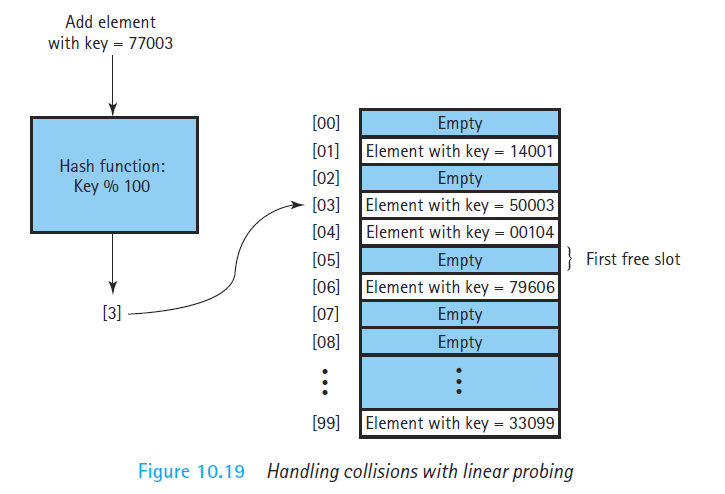 Add element
with key = 77003
Hash function:
Key % 100
[3]
[00] Empty
[01] Element with key = 14001
[02] Empty
[03] Element with key = 50003
[04] Element with key = 00104
[05] Empty } First free slot
[06] Element with key = 79606
[07] Empty
[08] Empty
[99] Element with key = 33099
Figure 10.19 Handling collisions with linear probing